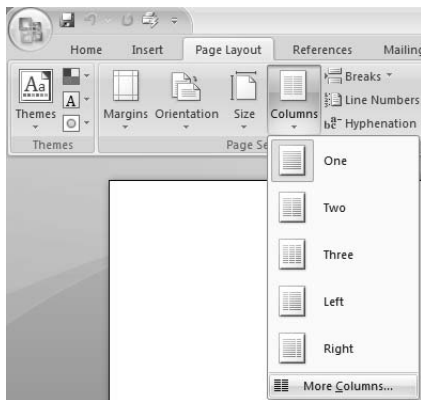 Home Insert Page Layout References Mailing
Aa
A
Themes Margins Orientation Size Columns Breaks
Line Numbers
Hyphenation
Themes Page Se
One
Two
Three
Left
Right
More Columns...